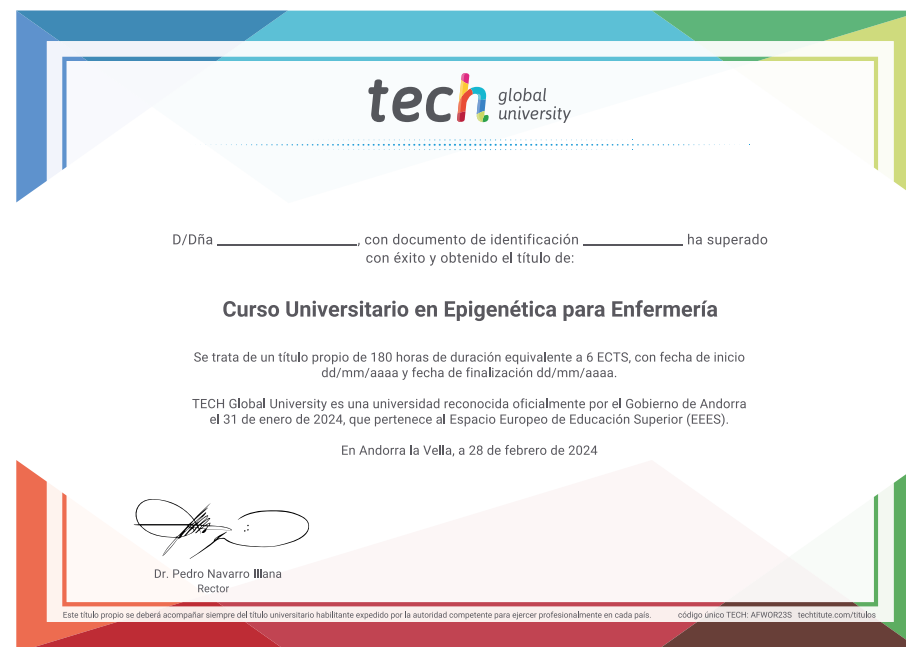 tech global university
D/Dña ____________, con documento de identificación ____________ ha superado
con éxito y obtenido el título de:
Curso Universitario en Epigenética para Enfermería
Se trata de un título propio de 180 horas de duración equivalente a 6 ECTS, con fecha de inicio
dd/mm/aaaa y fecha de finalización dd/mm/aaaa.
TECH Global University es una universidad reconocida oficialmente por el Gobierno de Andorra
el 31 de enero de 2024, que pertenece al Espacio Europeo de Educación Superior (EEES).
En Andorra la Vella, a 28 de febrero de 2024
Dr. Pedro Navarro Illana
Rector
Este título propio se deberá acompañar siempre del título universitario habilitante expedido por la autoridad competente para ejercer profesionalmente en cada país. código único TECH: AFWOR23S techtitute.com/titulos